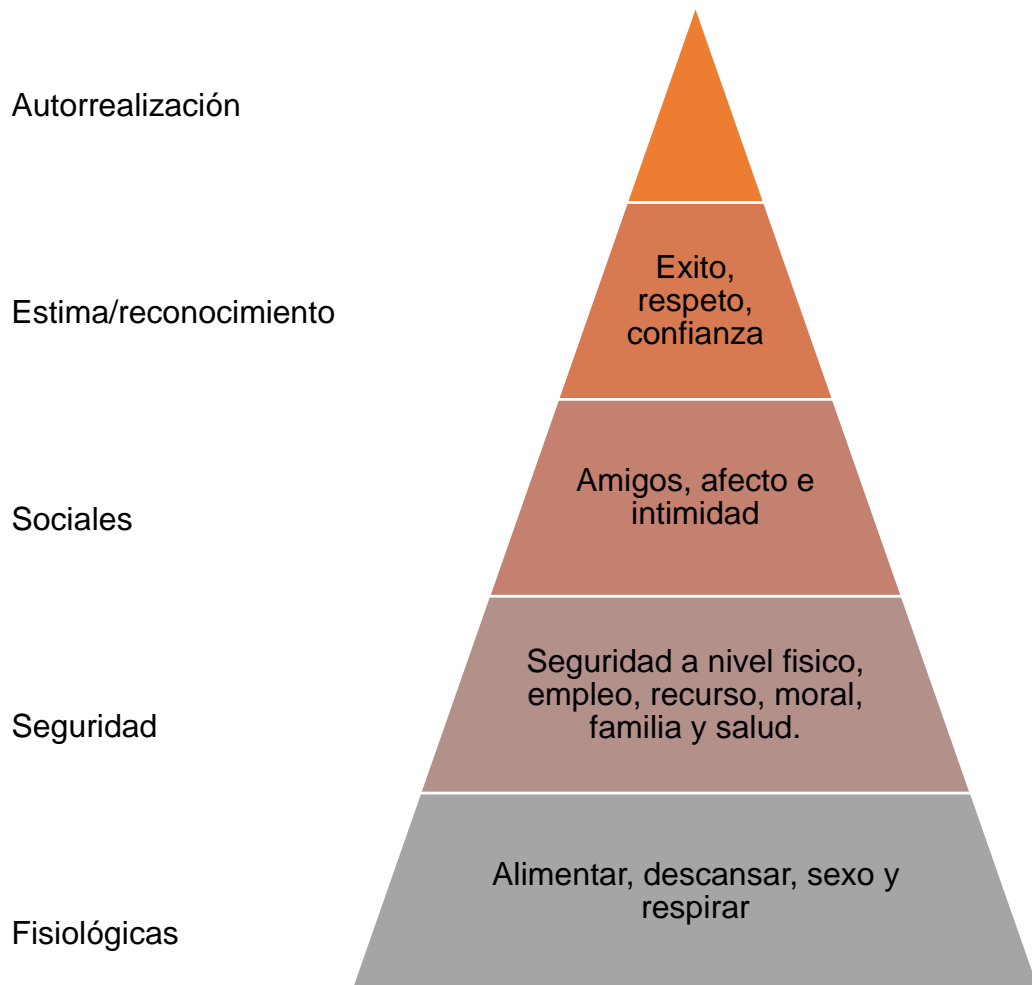 Autorrealización
Exito,
respeto,
confianza
Estima/reconocimiento
Amigos, afecto e
intimidad
Sociales
Seguridad a nivel fisico,
empleo, recurso, moral,
familia y salud.
Seguridad
Alimentar, descansar, sexo y
respirar
Fisiológicas